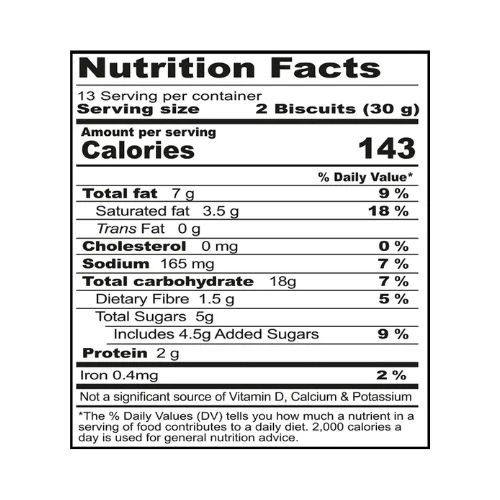 Nutrition Facts
13 Serving per container
Serving size 2 Biscuits (30 g)
Amount per serving
Calories 143
% Daily Value*
Total fat 7 g 9 %
Saturated fat 3.5 g 18 %
Trans Fat 0 g
Cholesterol 0 mg 0 %
Sodium 165 mg 7 %
Total carbohydrate 18g 7 %
Dietary Fibre 1.5 g 5 %
Total Sugars 5g
Includes 4.5g Added Sugars 9 %
Protein 2 g
Iron 0.4mg 2 %
Not a significant source of Vitamin D, Calcium & Potassium
*The % Daily Values (DV) tells you how much a nutrient in a
serving of food contributes to a daily diet. 2,000 calories a
day is used for general nutrition advice.